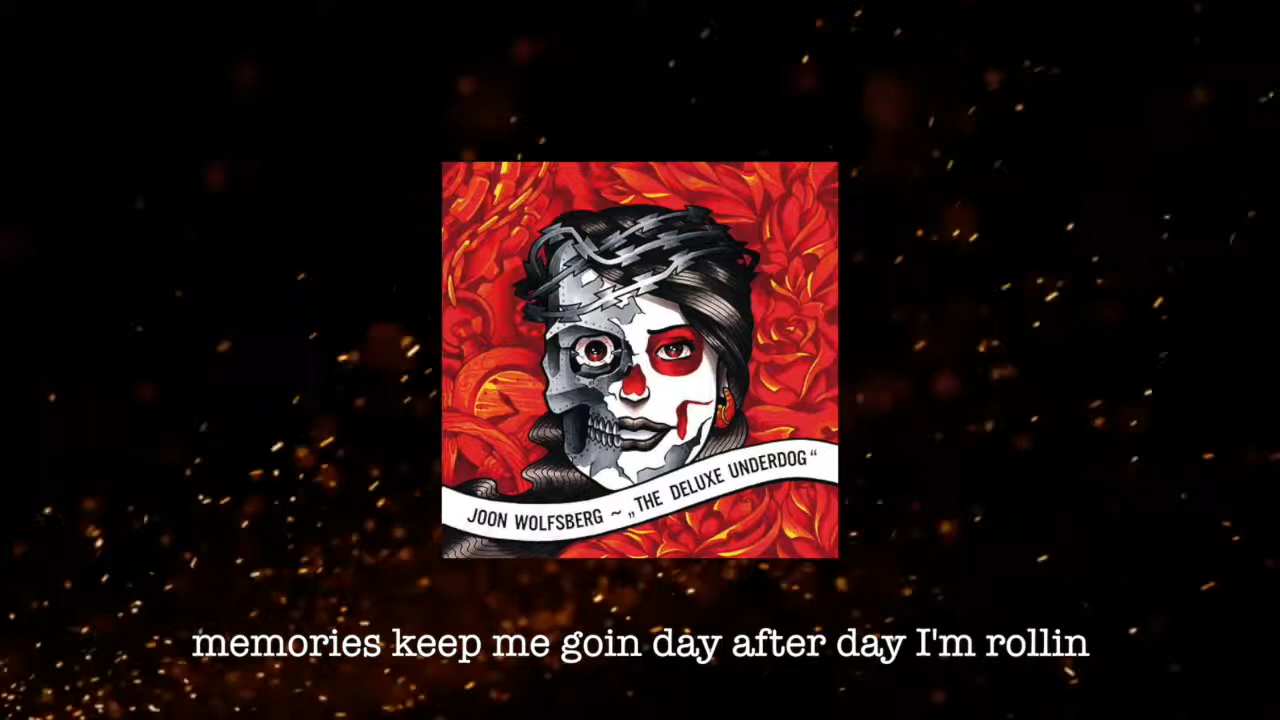 JOON WOLFSBERG ~ „THE DELUXE UNDERDOG“
memories keep me goin day after day I'm rollin